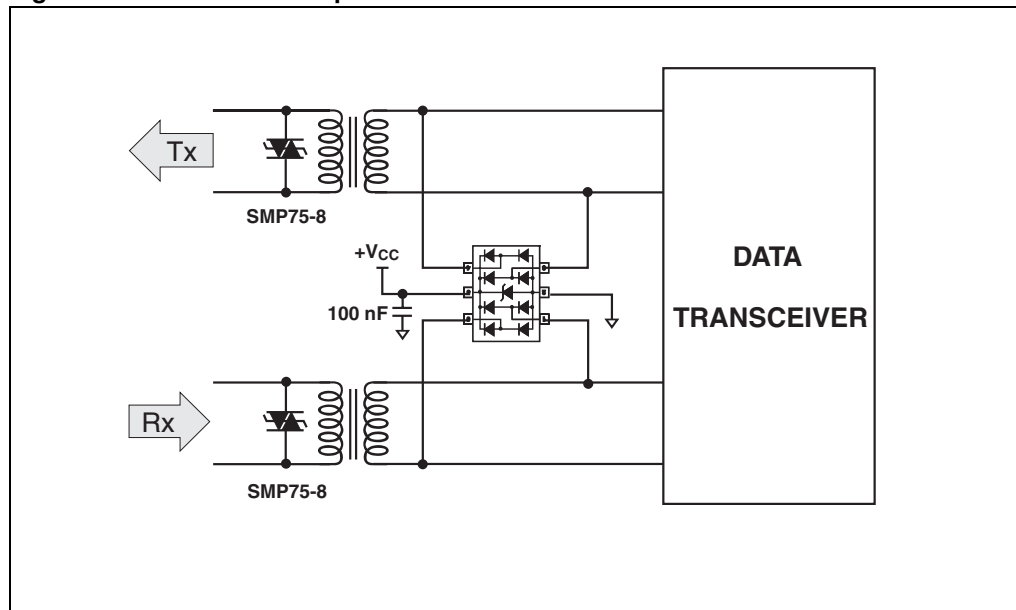 Tx
SMP75-8
+VCC
100 nF
DATA
TRANSCEIVER
Rx
SMP75-8